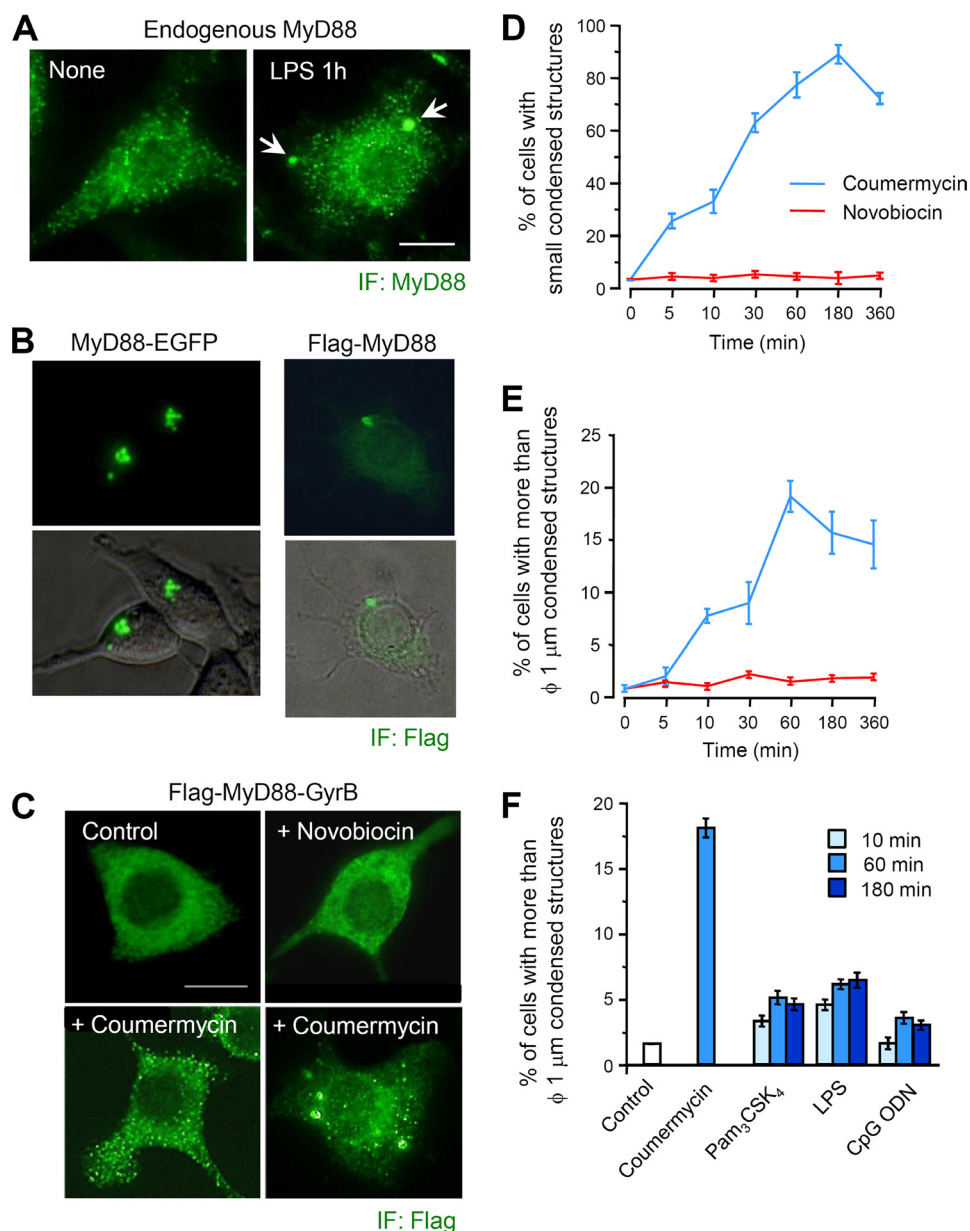 A
Endogenous MyD88
None
LPS 1h
IF: MyD88
B
MyD88-EGFP
Flag-MyD88
IF: Flag
C
Flag-MyD88-GyrB
Control
+ Novobiocin
+ Coumermycin
+ Coumermycin
IF: Flag
D
% of cells with
small condensed structures
100
80
60
40
20
0
Coumermycin
Novobiocin
0 5 10 30 60 180 360
Time (min)
E
% of cells with more than
ϕ 1 μm condensed structures
25
20
15
10
5
0
0 5 10 30 60 180 360
Time (min)
F
% of cells with more than
ϕ 1 μm condensed structures
20
15
10
5
0
10 min
60 min
180 min
Control
Coumermycin
Pam₃CSK₄
LPS
CpG ODN